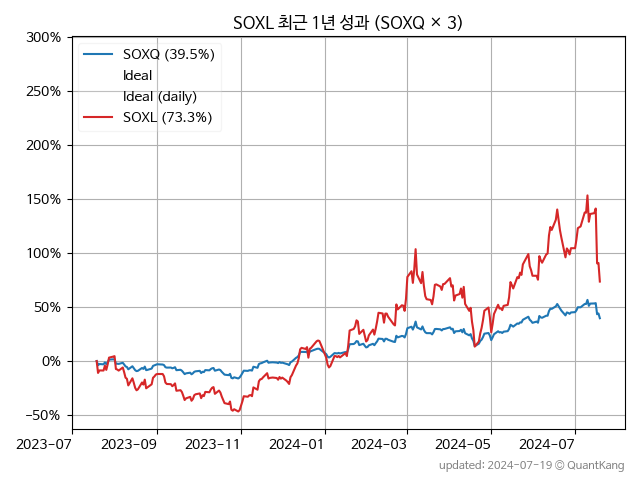 SOXL 최근 1년 성과 (SOXQ × 3)
300%
250%
200%
150%
100%
50%
0%
−50%
SOXQ (39.5%)
Ideal
Ideal (daily)
SOXL (73.3%)
2023−07
2023−09
2023−11
2024−01
2024−03
2024−05
2024−07
updated: 2024-07-19 © QuantKang